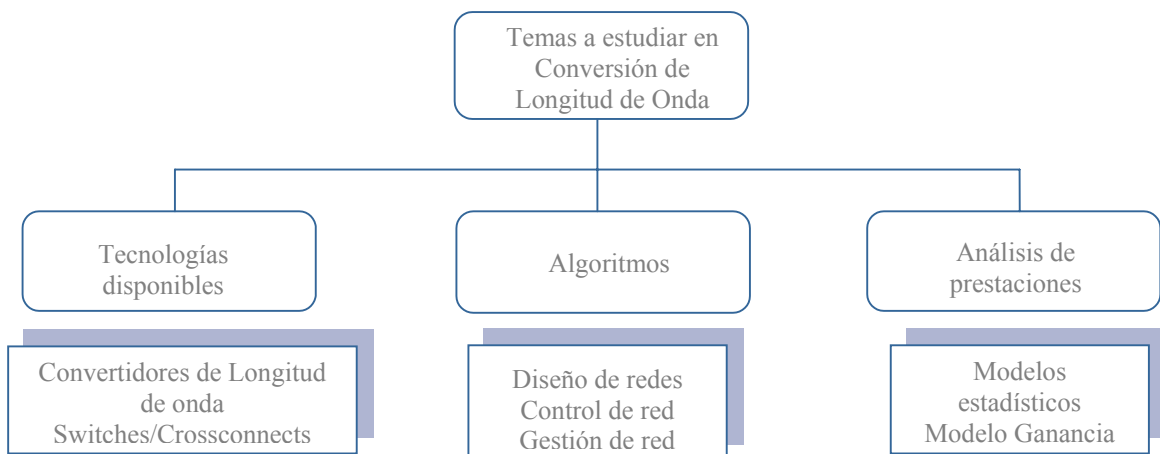 Temas a estudiar en
Conversión de
Longitud de Onda
Tecnologías
disponibles
Algoritmos
Análisis de
prestaciones
Convertidores de Longitud
de onda
Switches/Crossconnects
Diseño de redes
Control de red
Gestión de red
Modelos
estadísticos
Modelo Ganancia